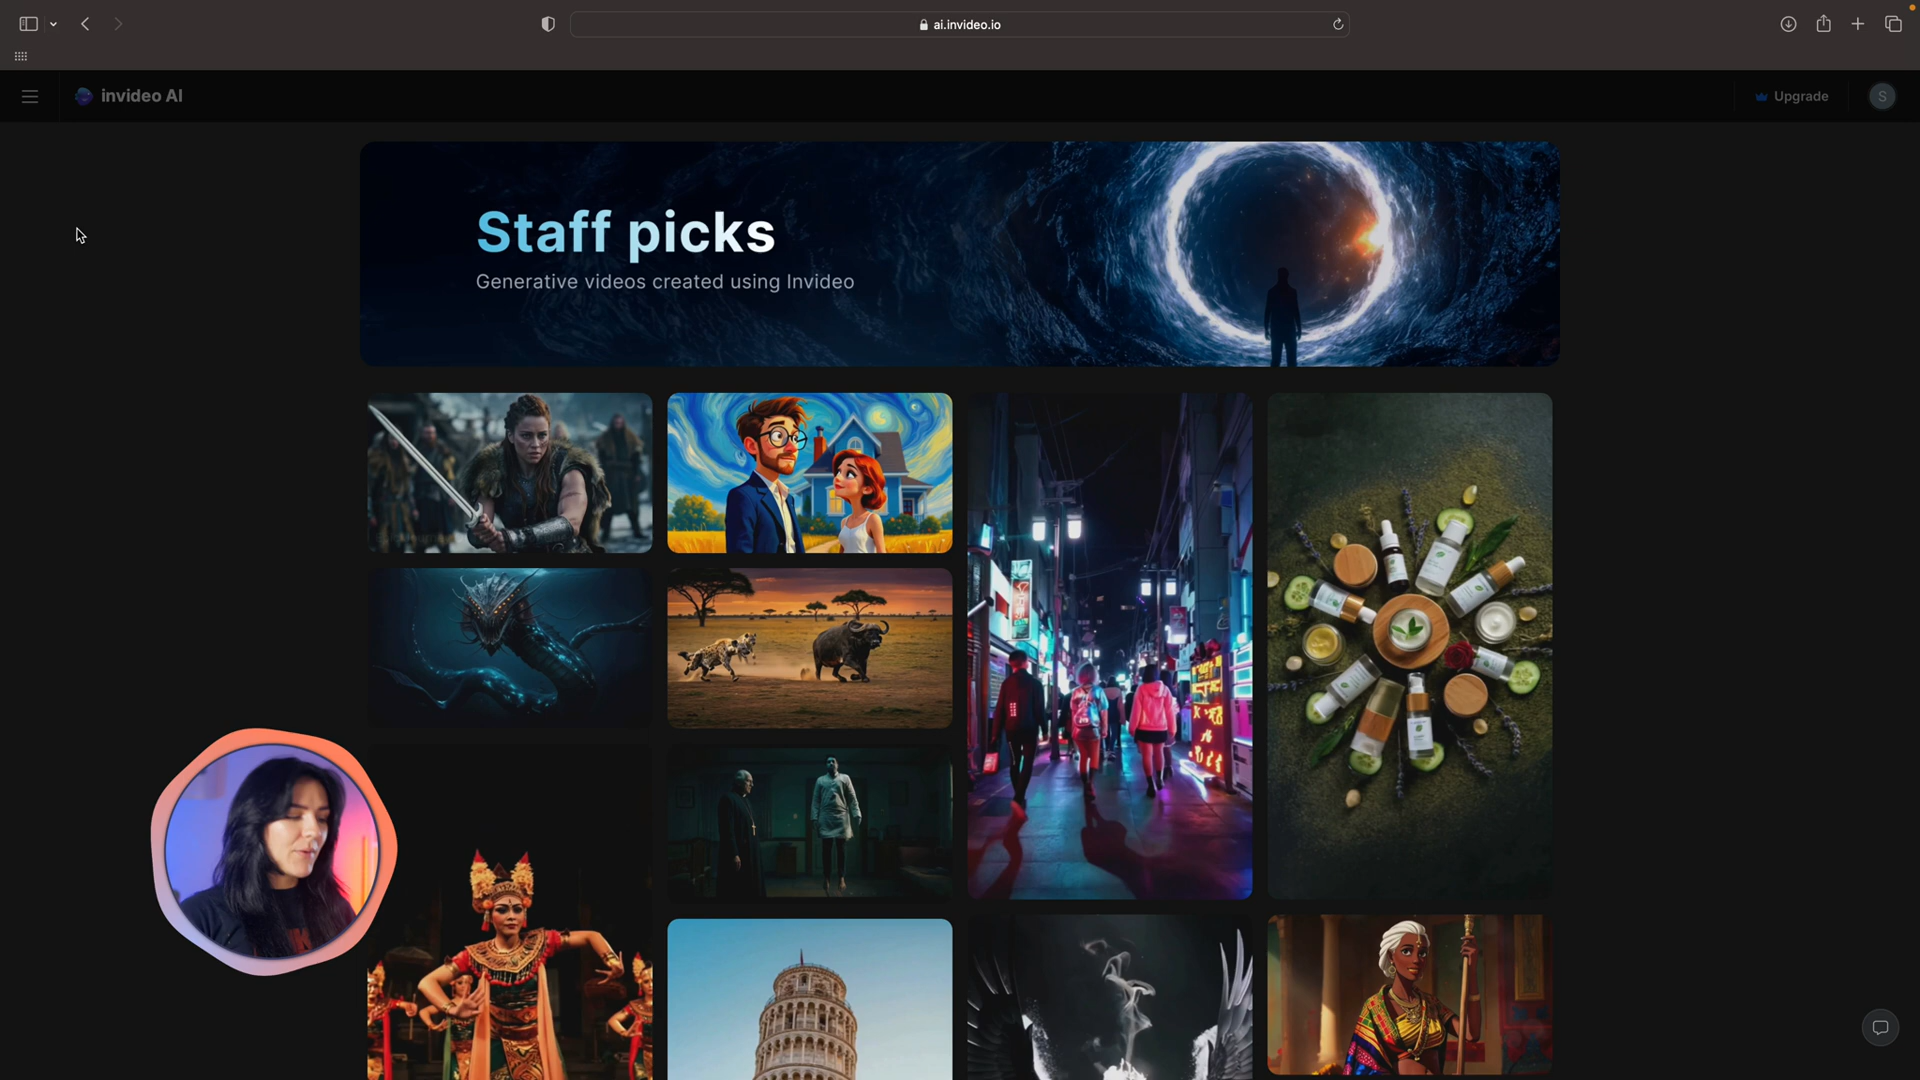 ai.invideo.io
invideo AI
Upgrade
S
Staff picks
Generative videos created using Invideo